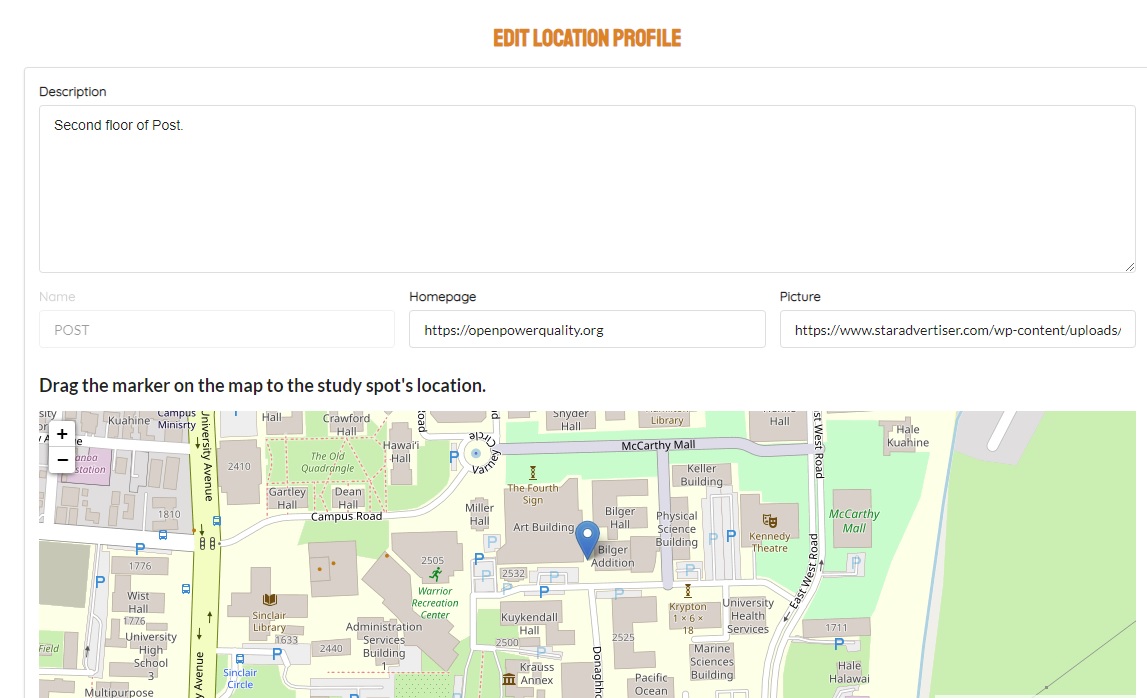 EDIT LOCATION PROFILE
Description
Second floor of Post.
Name
Homepage
Picture
POST
https://openpowerquality.org
https://www.staradvertiser.com/wp-content/uploads/
Drag the marker on the map to the study spot's location.
+
−
Kuahine
Campus
Minisrty
University Avenue
Hall
Crawford
Hall
Hawai'i
Hall
The Old
Quadrangle
2410
Gartley
Hall
Dean
Hall
Campus Road
1810
Varney
Circle
Snyder
Hall
Library
Hall
McCarthy Mall
West Road
Hale
Kuahine
Keller
Building
The Fourth
Sign
Miller
Hall
Art Building
Bilger
Hall
Bilger
Addition
Physical
Science
Building
Kennedy
Theatre
McCarthy
Mall
East West Road
P
1776
Wist
Hall
1776
University
High
School
3
Field
Multipurpose
Sinclair
Library
1633
Sinclair
Circle
2440
Administration
Services
Building
1
2505
Warrior
Recreation
Center
2532
Kuykendall
Hall
2500
Krauss
Annex
Donagho
2525
Pacific
Ocean
Krypton
1 × 6 ×
18
University
Health
Services
Marine
Sciences
Building
1711
Hale
Halawai